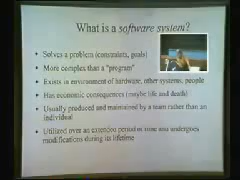 What is a software system?
• Solves a problem (constraints, goals)
• More complex than a "program"
• Exists in environment of hardware, other systems, people
• Has economic consequences (maybe life and death)
• Usually produced and maintained by a team rather than an
individual
• Utilized over an extended period of time and undergoes
modifications during its lifetime